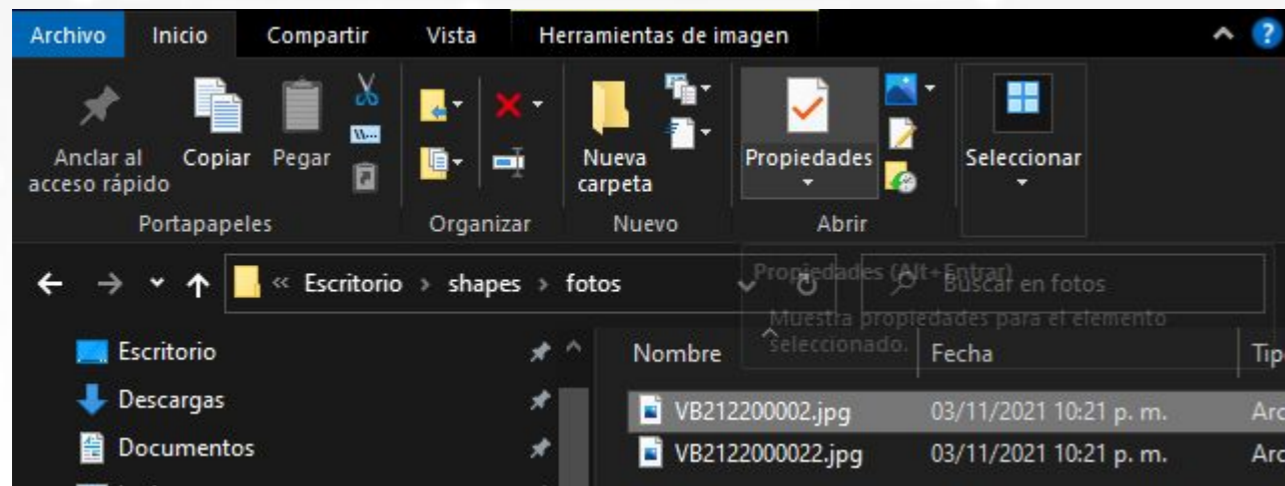 Archivo Inicio Compartir Vista Herramientas de imagen
Anclar al acceso rápido
Copiar
Pegar
Nueva carpeta
Propiedades
Seleccionar
Portapapeles Organizar Nuevo Abrir
« Escritorio › shapes › fotos
Buscar en fotos
Propiedades (Alt+Entrar)
Muestra propiedades para el elemento
seleccionado.
Escritorio
Descargas
Documentos
Nombre Fecha Tip
VB212200002.jpg 03/11/2021 10:21 p. m. Arc
VB2122000022.jpg 03/11/2021 10:21 p. m. Arc